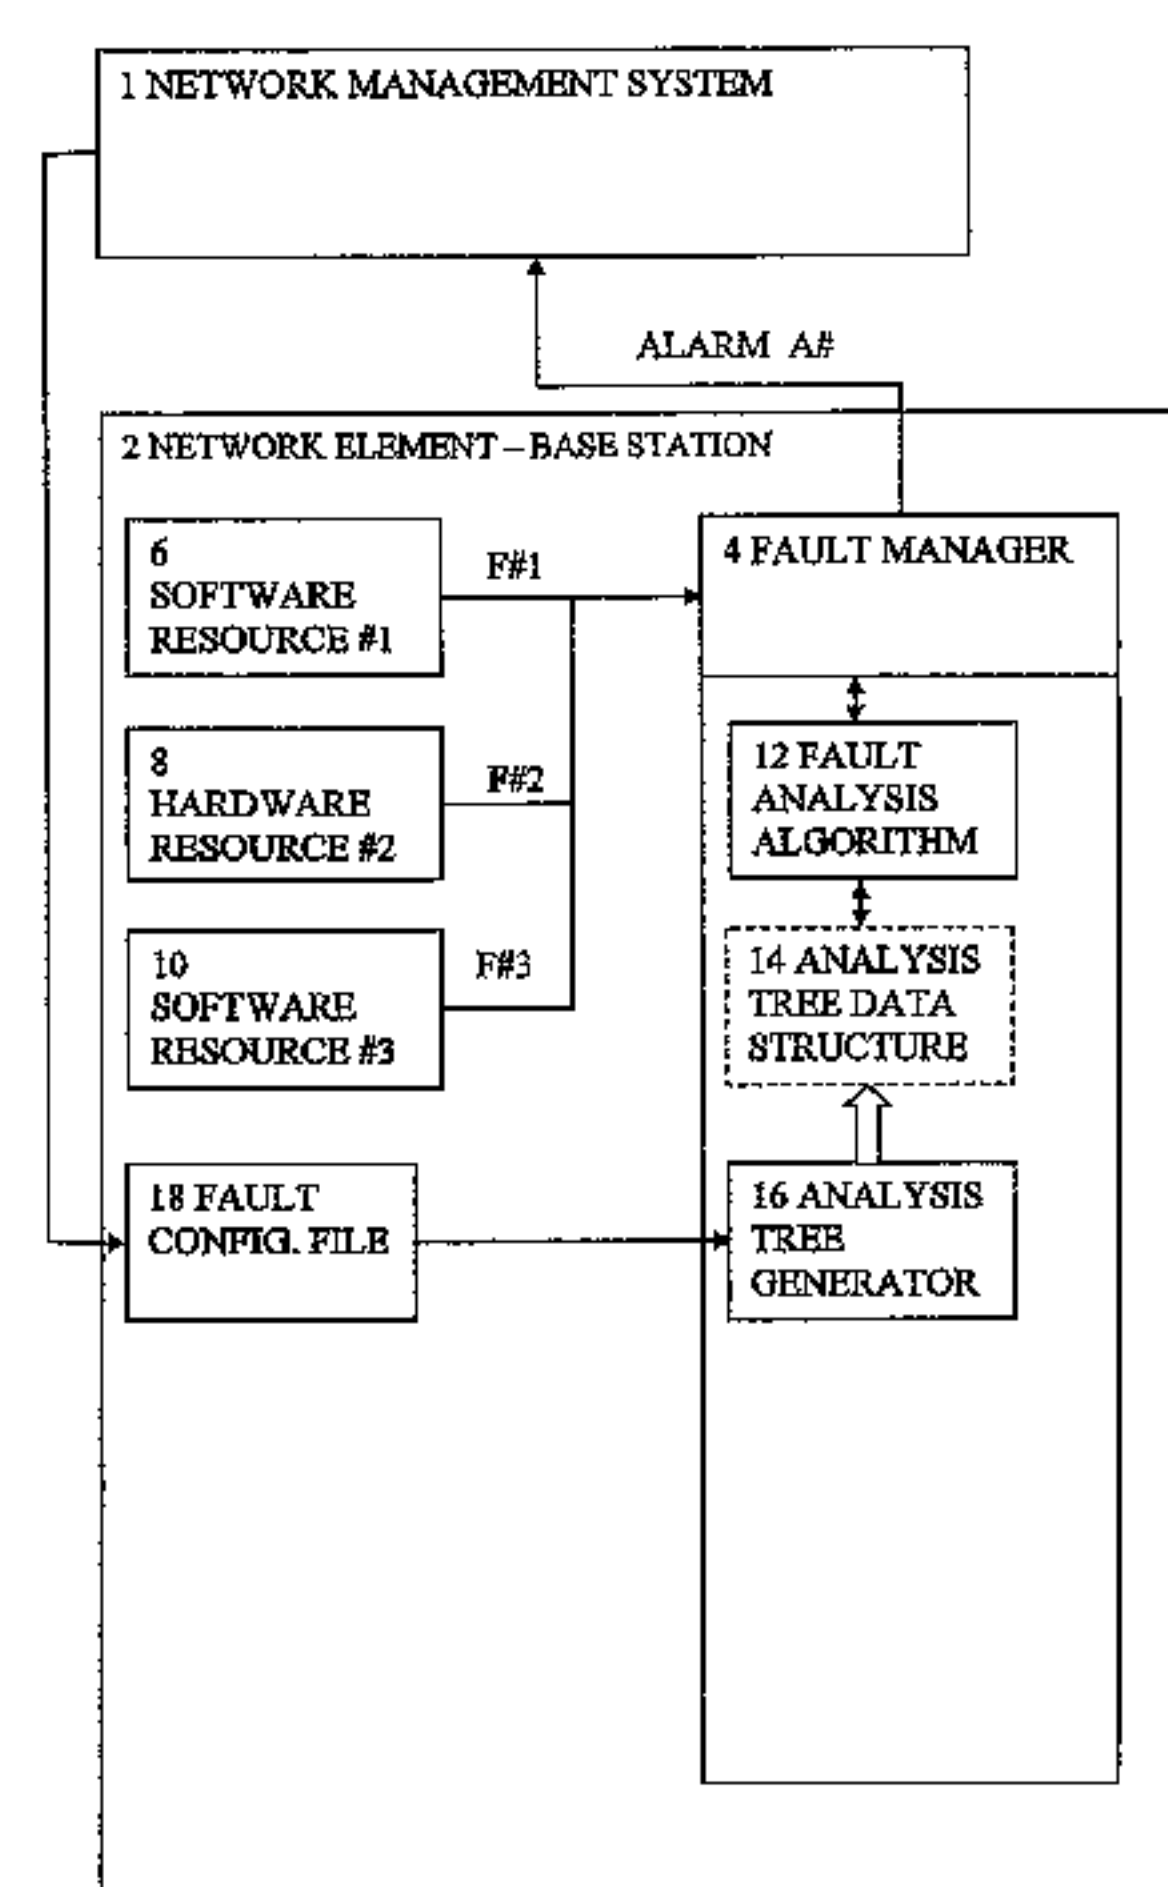 1 NETWORK MANAGEMENT SYSTEM
ALARM A#
2 NETWORK ELEMENT – BASE STATION
6
SOFTWARE
RESOURCE #1
F#1
4 FAULT MANAGER
8
HARDWARE
RESOURCE #2
F#2
12 FAULT
ANALYSIS
ALGORITHM
10
SOFTWARE
RESOURCE #3
F#3
14 ANALYSIS
TREE DATA
STRUCTURE
18 FAULT
CONFIG. FILE
16 ANALYSIS
TREE
GENERATOR